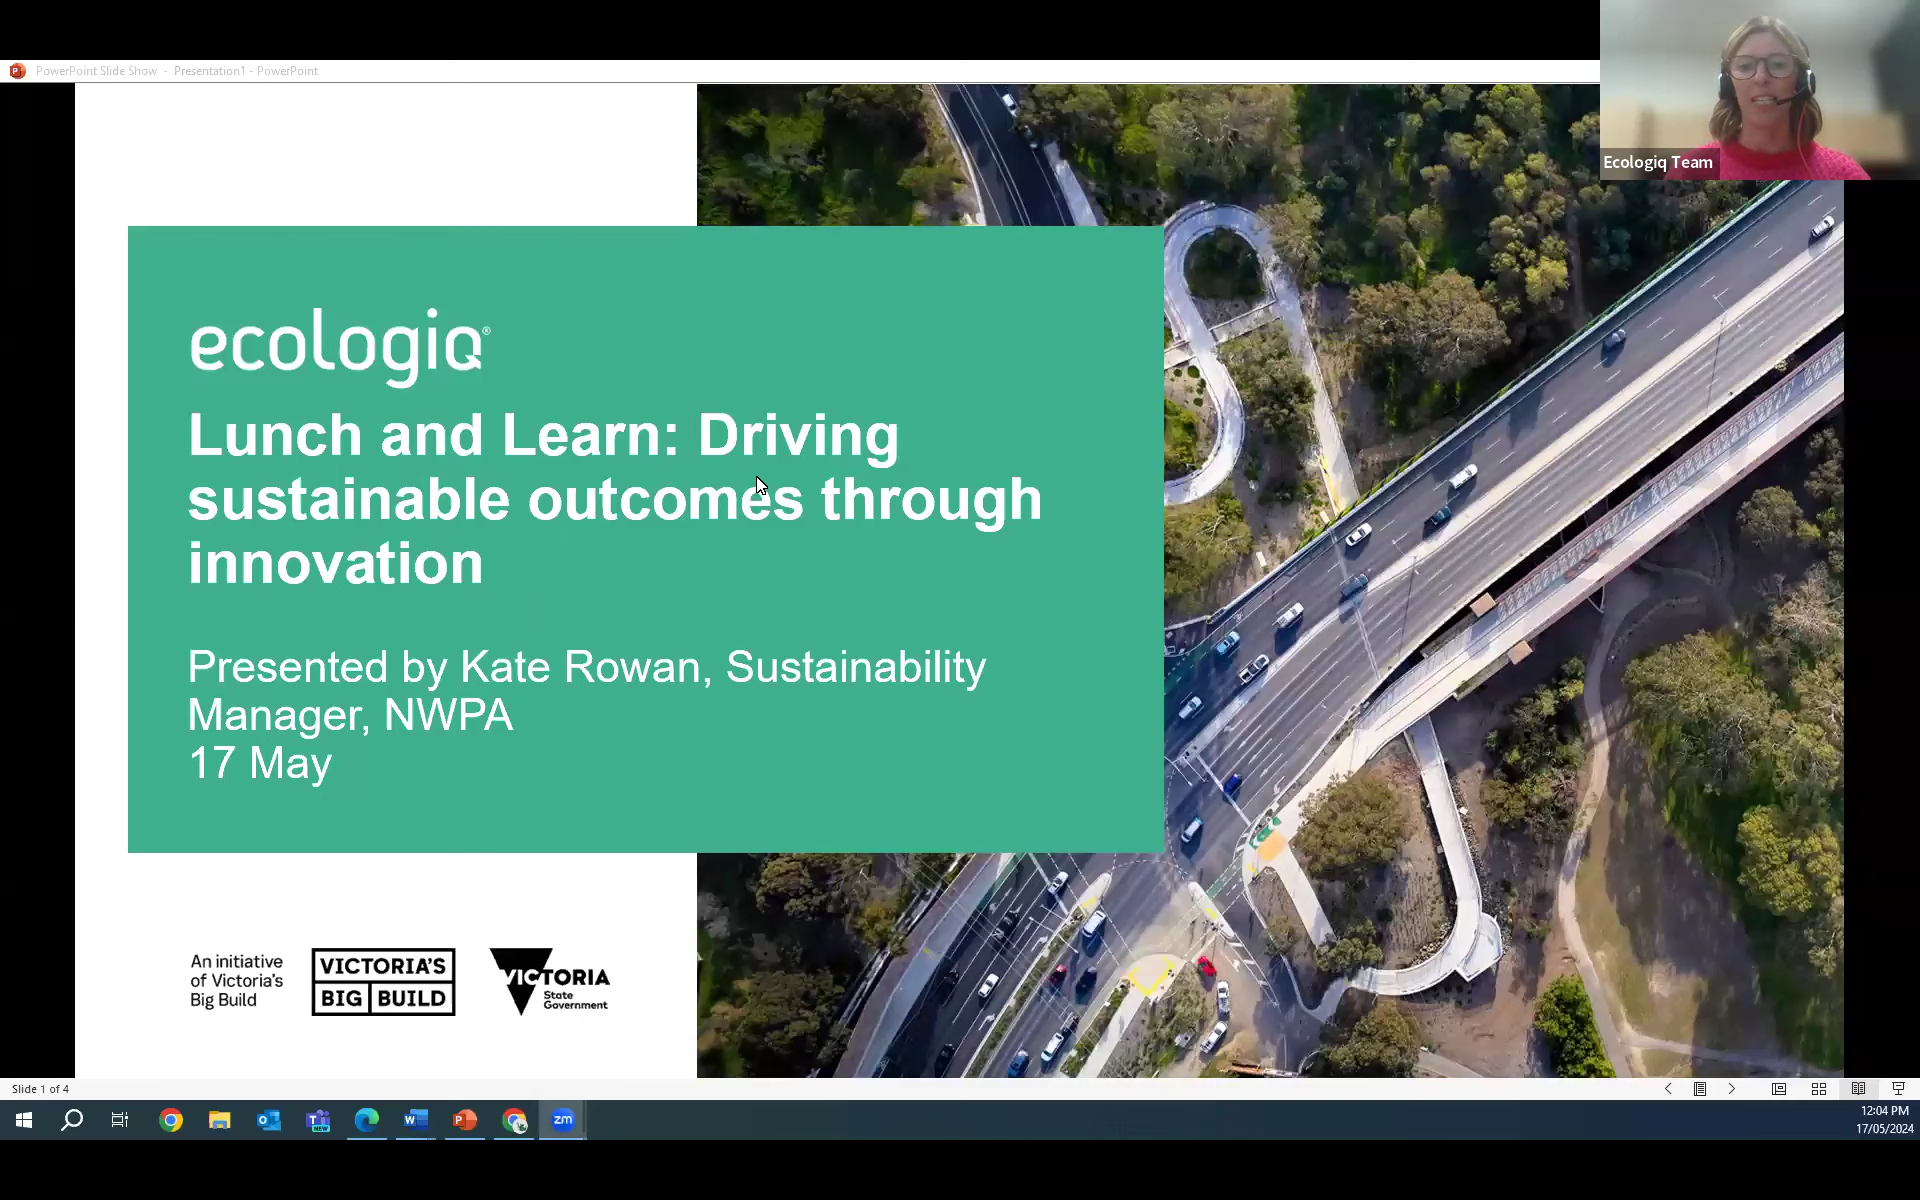 PowerPoint Slide Show - Presentation1 - PowerPoint
Ecologiq Team
ecologiq®
Lunch and Learn: Driving
sustainable outcomes through
innovation
Presented by Kate Rowan, Sustainability
Manager, NWPA
17 May
An initiative
of Victoria's
Big Build
VICTORIA'S
BIG BUILD
VICTORIA
State
Government
Slide 1 of 4
NEW
zm
12:04 PM
17/05/2024